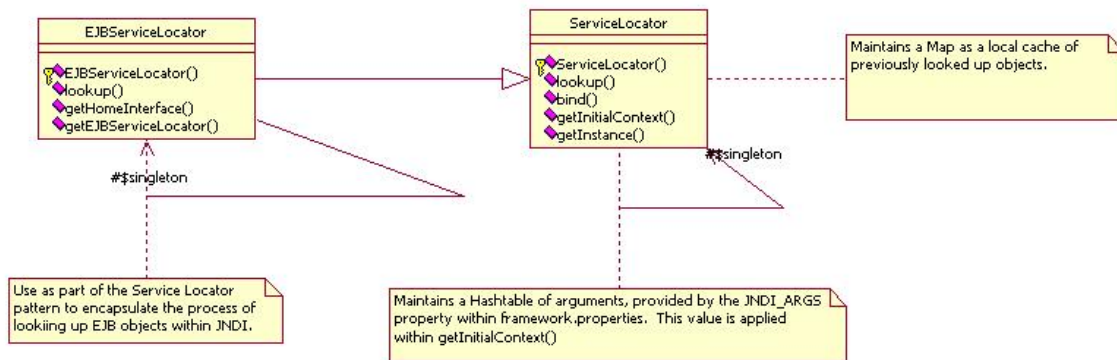 EJBServiceLocator
EJBServiceLocator()
lookup()
getHomeInterface()
getEJBServiceLocator()
#$singleton
ServiceLocator
ServiceLocator()
lookup()
bind()
getInitialContext()
getInstance()
#$singleton
Maintains a Map as a local cache of
previously looked up objects.
Use as part of the Service Locator
pattern to encapsulate the process of
lookiing up EJB objects within JNDI.
Maintains a Hashtable of arguments, provided by the JNDI_ARGS
property within framework.properties. This value is applied
within getInitialContext()